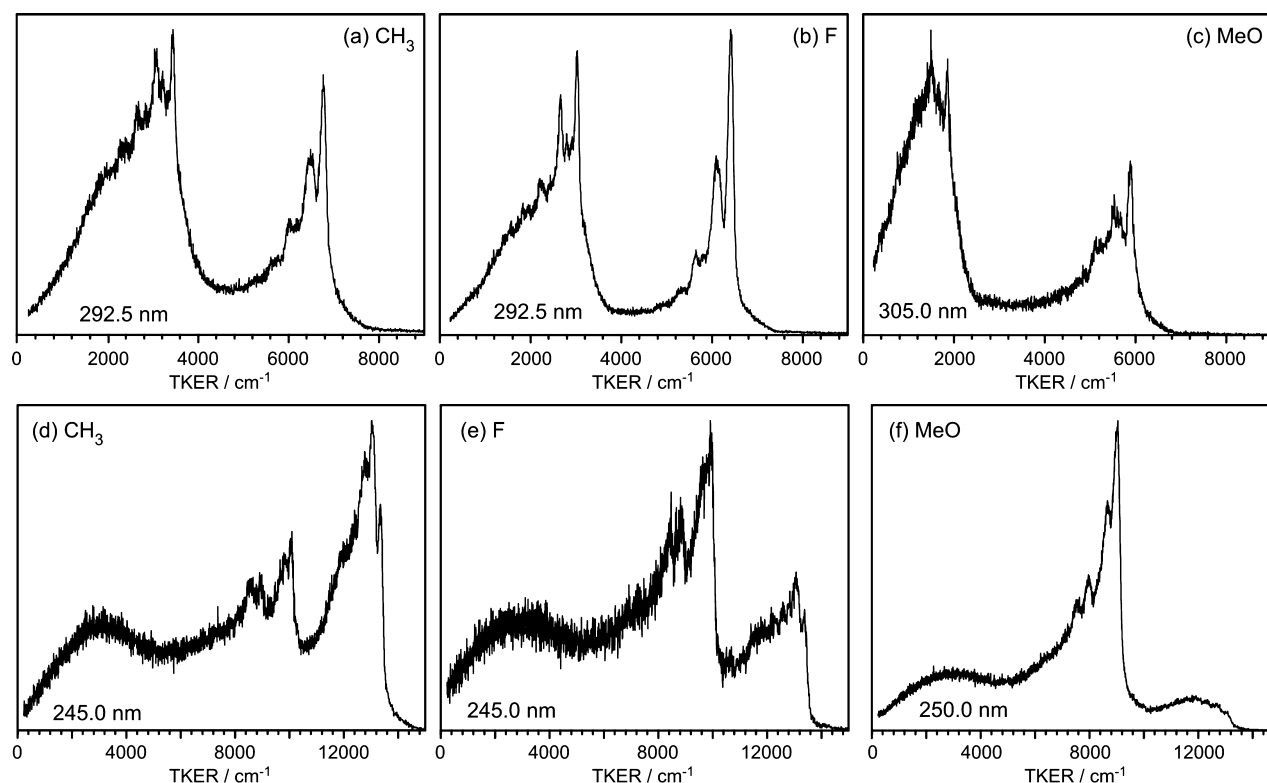 (a) CH3
(b) F
(c) MeO
292.5 nm
292.5 nm
305.0 nm
0 2000 4000 6000 8000
0 2000 4000 6000 8000
0 2000 4000 6000 8000
TKER / cm-1
TKER / cm-1
TKER / cm-1
(d) CH3
(e) F
(f) MeO
245.0 nm
245.0 nm
250.0 nm
0 4000 8000 12000
0 4000 8000 12000
0 4000 8000 12000
TKER / cm-1
TKER / cm-1
TKER / cm-1